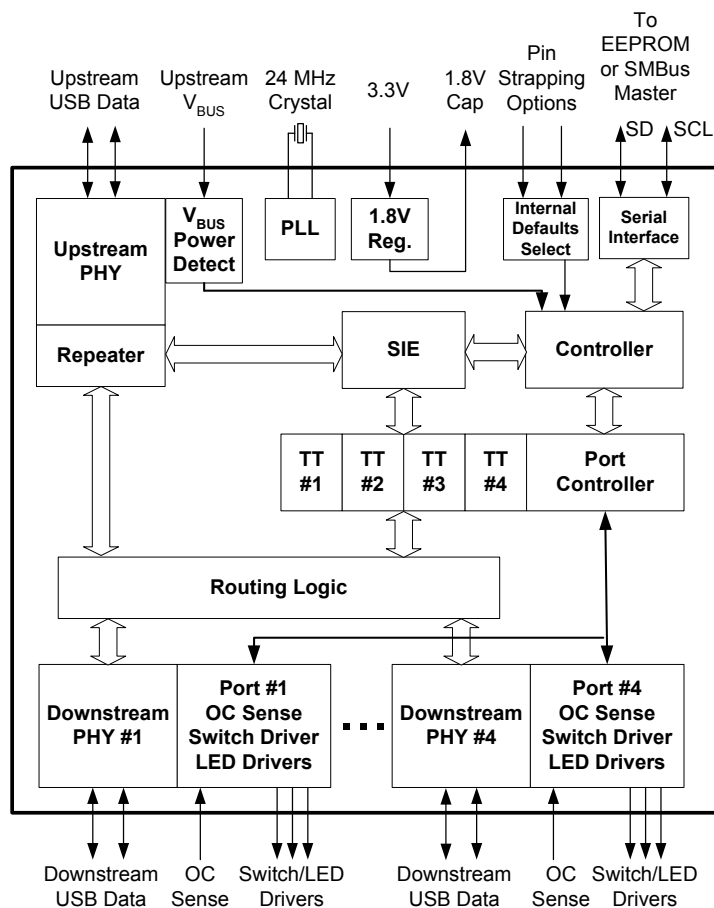 To
EEPROM
or SMBus
Master
Upstream
USB Data
Upstream
VBUS
24 MHz
Crystal
3.3V
1.8V
Cap
Pin
Strapping
Options
SD
SCL
Upstream
PHY
VBUS
Power
Detect
PLL
1.8V
Reg.
Internal
Defaults
Select
Serial
Interface
Repeater
SIE
Controller
TT
#1
TT
#2
TT
#3
TT
#4
Port
Controller
Routing Logic
Downstream
PHY #1
Port #1
OC Sense
Switch Driver
LED Drivers
Downstream
PHY #4
Port #4
OC Sense
Switch Driver
LED Drivers
Downstream
USB Data
OC
Sense
Switch/LED
Drivers
Downstream
USB Data
OC
Sense
Switch/LED
Drivers